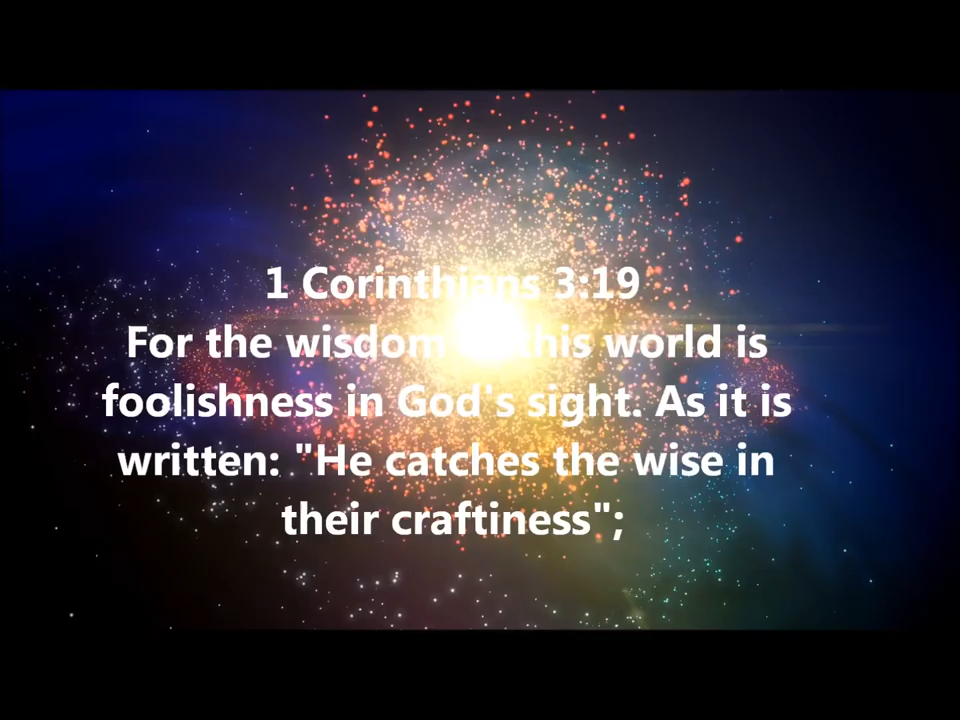 1 Corinthians 3:19
For the wisdom this world is
foolishness in God's sight. As it is
written: "He catches the wise in
their craftiness";